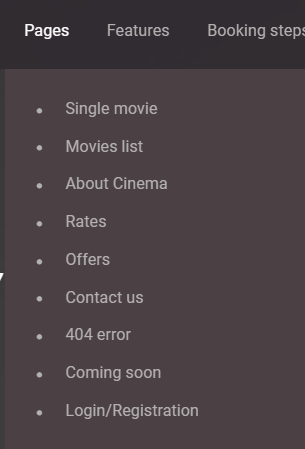 Pages Features Booking steps
Single movie
Movies list
About Cinema
Rates
Offers
Contact us
404 error
Coming soon
Login/Registration